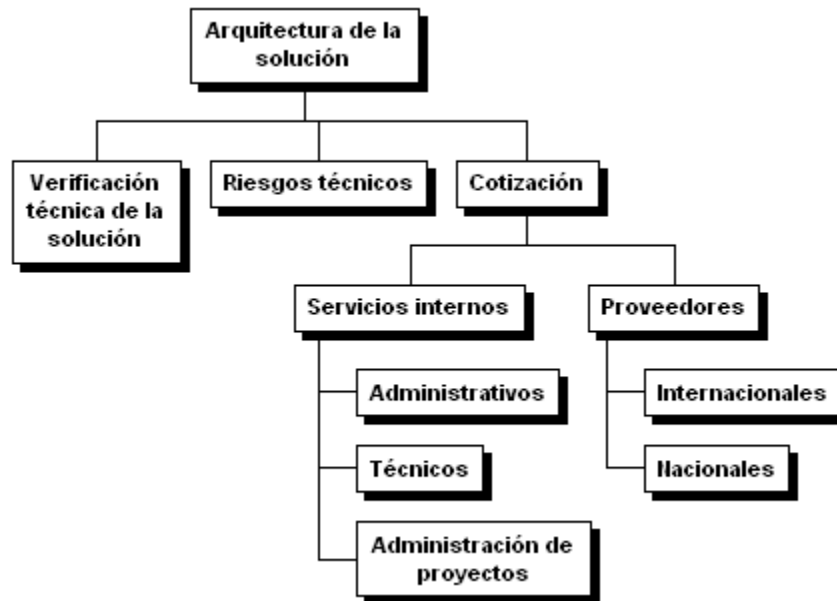 Arquitectura de la
solución
Verificación
técnica de la
solución
Riesgos técnicos
Cotización
Servicios internos
Proveedores
Administrativos
Internacionales
Técnicos
Nacionales
Administración de
proyectos